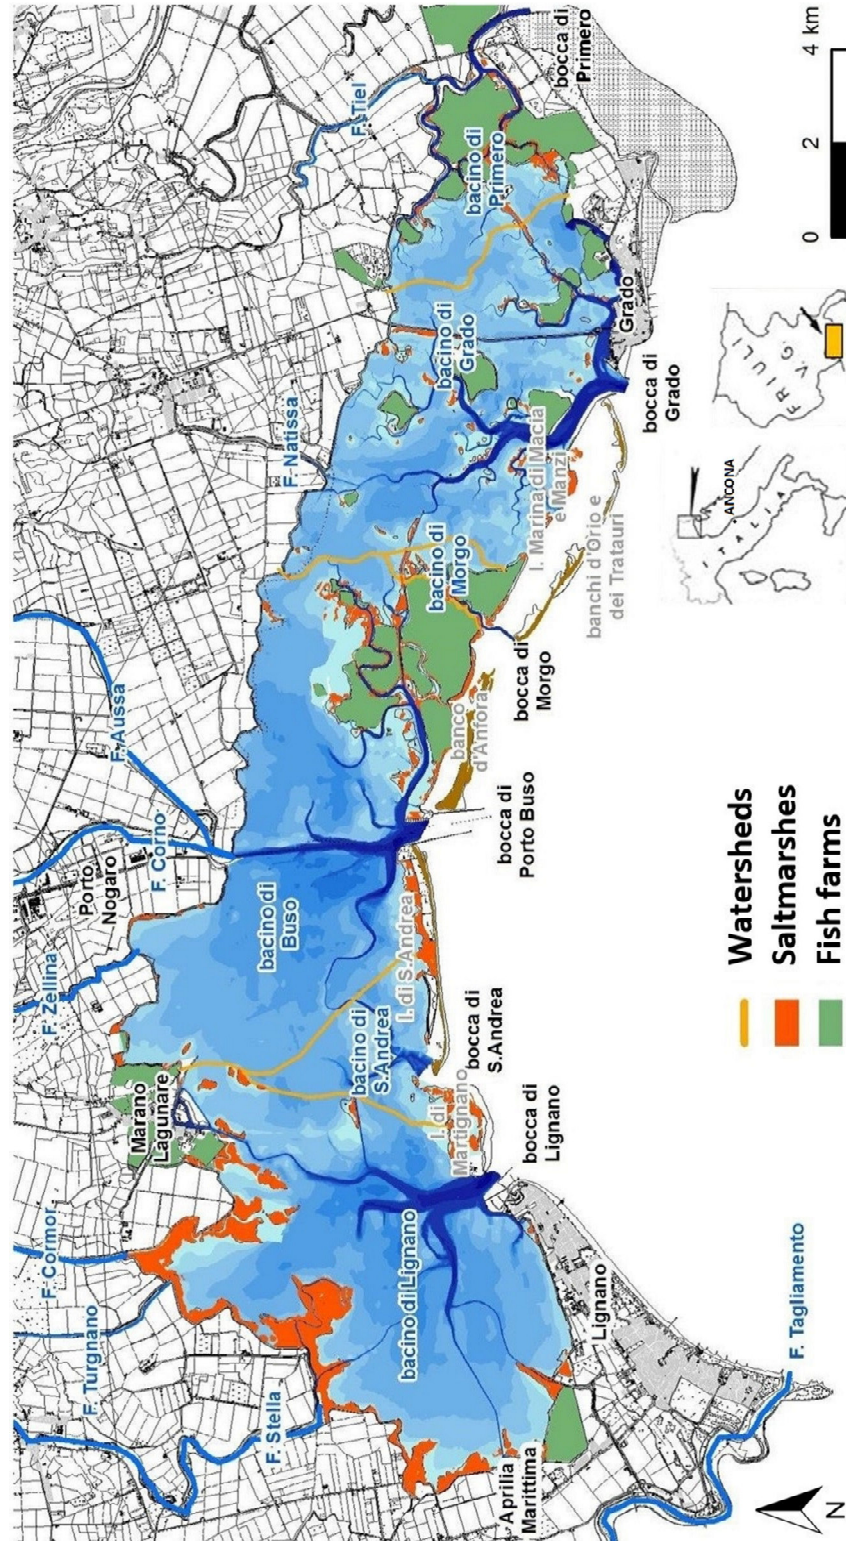 F. Turgnano
F. Cormor
F. Stella
Marano
Lagunare
F. Zellina
Porto
Nogaro
F. Corno
F. Aussa
F. Natissa
F. Tiel
bacino di Lignano
bacino di
S.Andrea
bacino di
Buso
bacino di
Morgo
bacino di
Grado
bacino di
Primero
Aprilia
Marittima
Lignano
F. Tagliamento
bocca di
Lignano
I. di
Martignano
bocca di
S.Andrea
I. di S.Andrea
bocca di
Porto Buso
banco
d'Anfora
bocca di
Morgo
banchi d'Orio e
dei Tratauri
I. Marina di Macia
e Manzi
bocca di
Grado
Grado
bocca di
Primero
N
Watersheds
Saltmarshes
Fish farms
ITALIA
ANCONA
FRIULI
V.G.
0
2
4 km